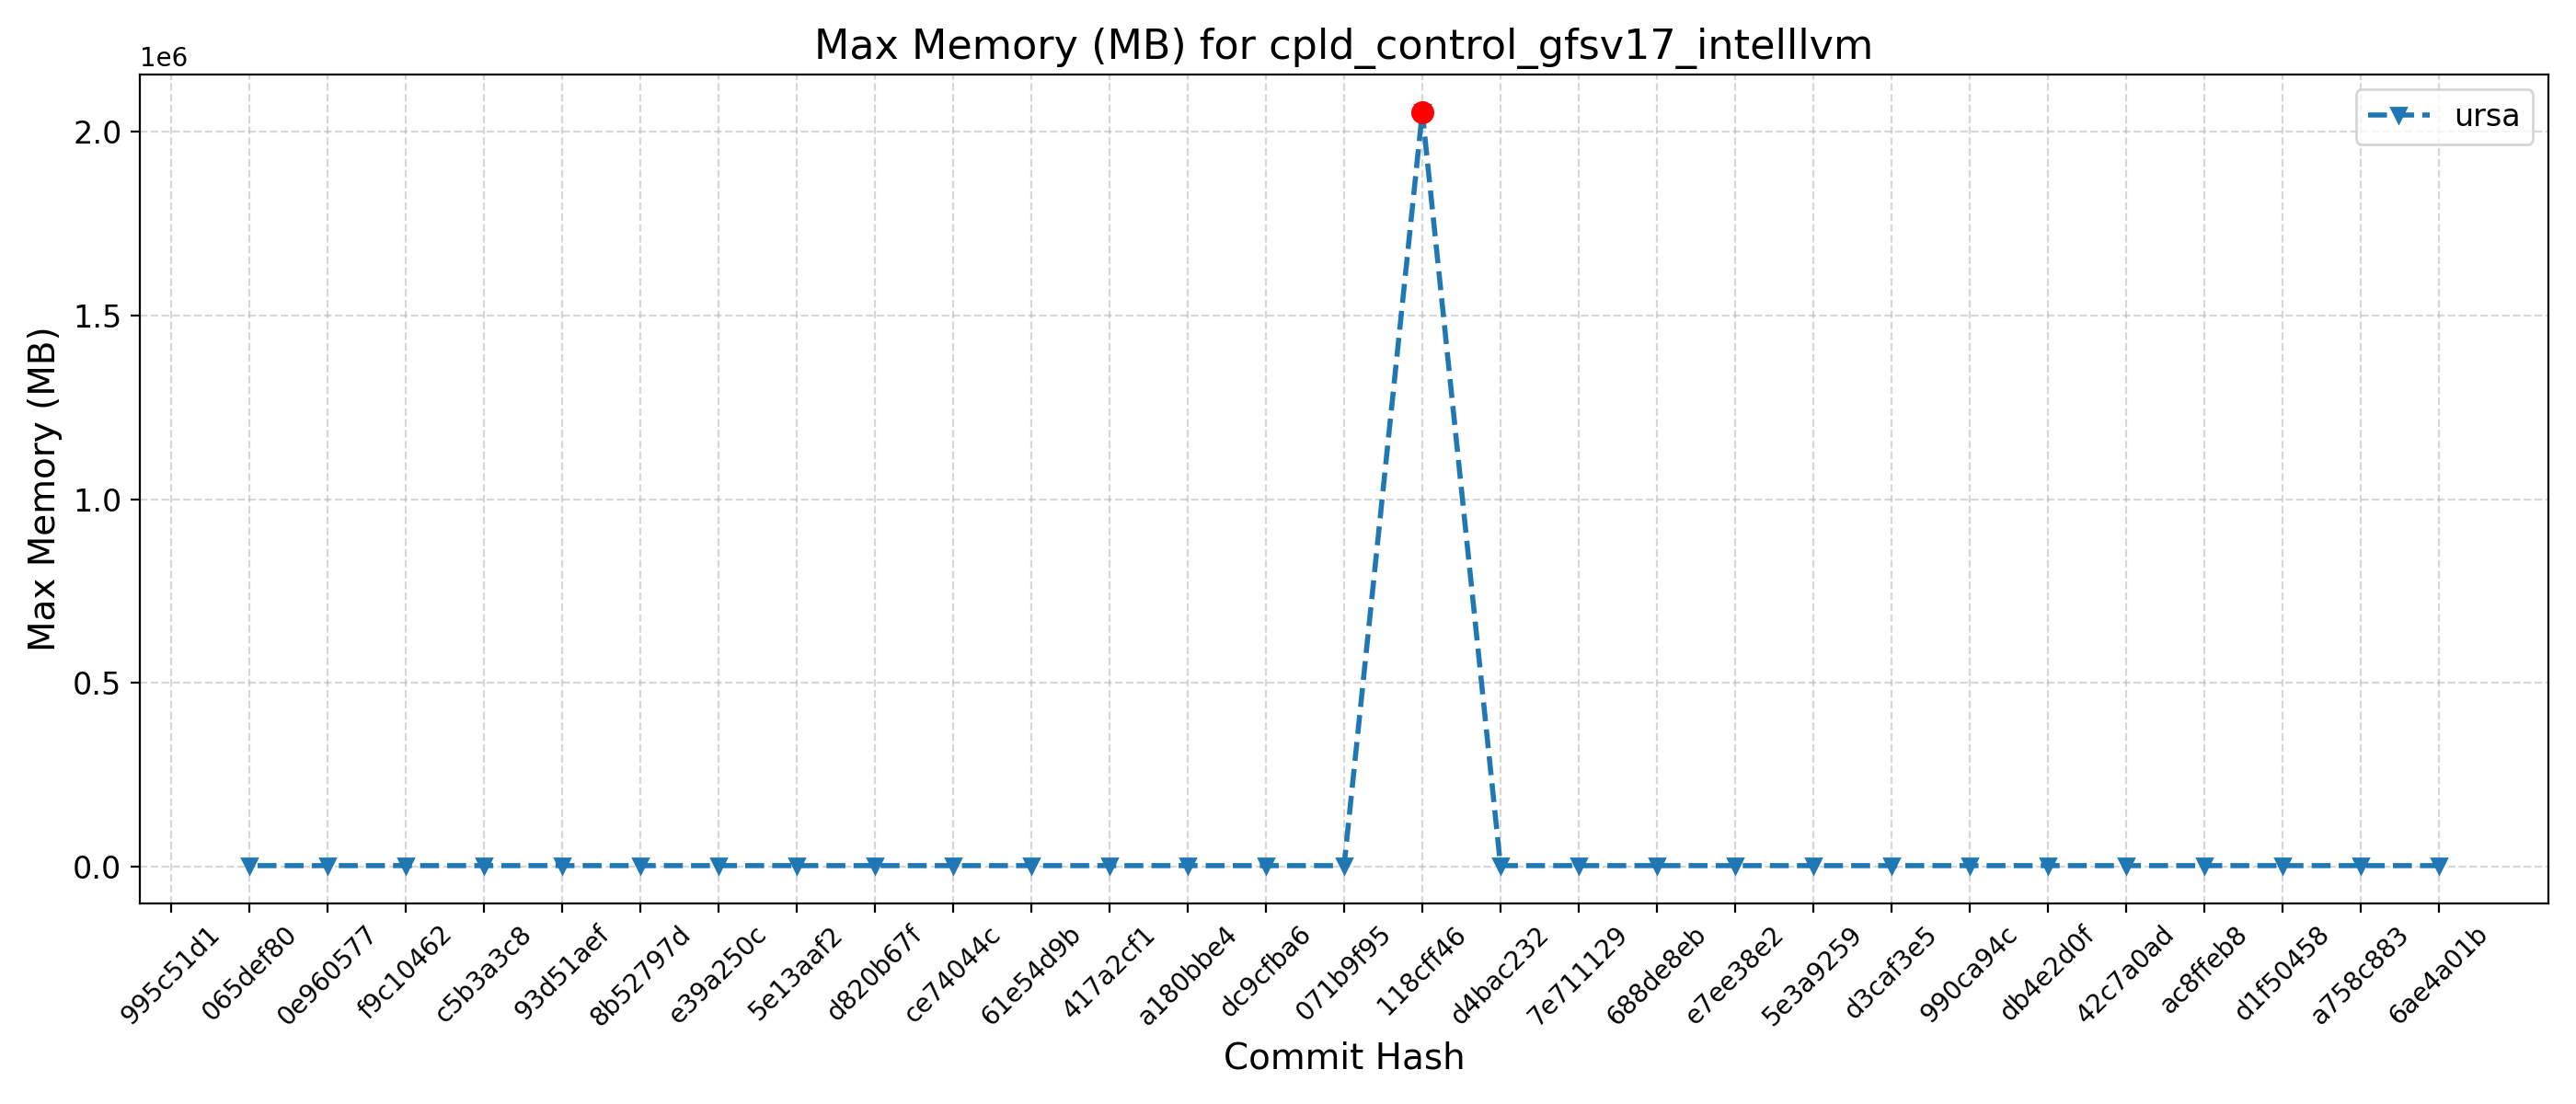 Max Memory (MB) for cpld_control_gfsv17_intelllvm
1e6
ursa
Max Memory (MB)
2.0
1.5
1.0
0.5
0.0
995c51d1
065def80
0e960577
f9c10462
c5b3a3c8
93d51aef
8b52797d
e39a250c
5e13aaf2
d820b67f
ce74044c
61e54d9b
417a2cf1
a180bbe4
dc9cfba6
071b9f95
118cff46
d4bac232
7e711129
688de8eb
e7ee38e2
5e3a9259
d3caf3e5
990ca94c
db4e2d0f
42c7a0ad
ac8ffeb8
d1f50458
a758c883
6ae4a01b
Commit Hash